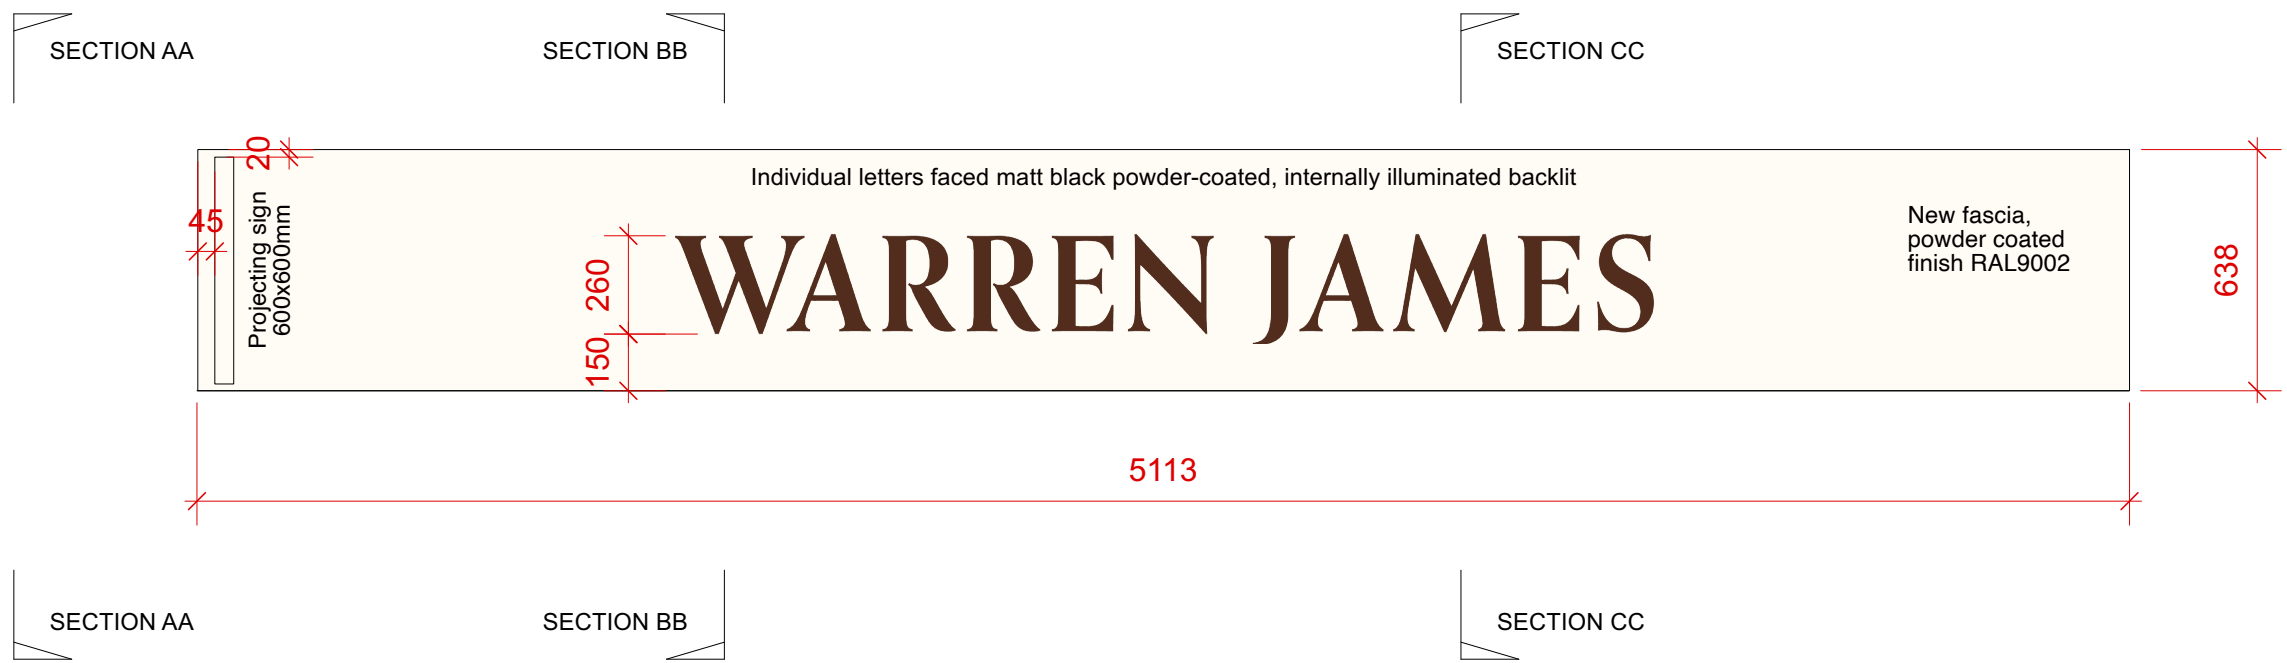 SECTION AA
SECTION BB
SECTION CC
20
Individual letters faced matt black powder-coated, internally illuminated backlit
45
Projecting sign
600x600mm
New fascia,
powder coated
finish RAL9002
260
WARREN JAMES
638
150
5113
SECTION AA
SECTION BB
SECTION CC